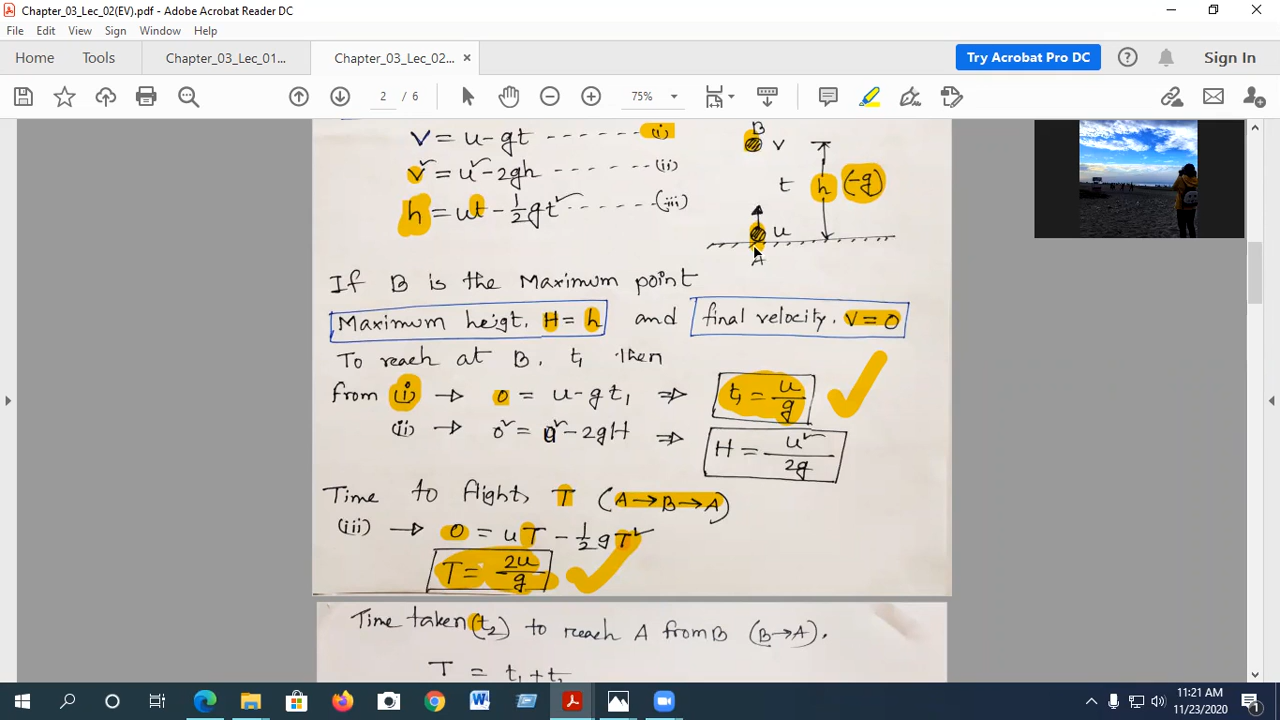 Chapter_03_Lec_02(EV).pdf - Adobe Acrobat Reader DC
File Edit View Sign Window Help
Home Tools Chapter_03_Lec_01... Chapter_03_Lec_02... × Try Acrobat Pro DC Sign In
2 / 6 75%
V = u-gt ------ (i)
v² = u²-2gh ------ (ii)
h = ut - 1/2 gt² ------ (iii)
B
v
t
h (-g)
u
A
If B is the Maximum point
Maximum heigt, H = h and final velocity, V = 0
To reach at B, t₁ then
from (i) → 0 = u-gt₁ ⇒ t₁ = u/g
(ii) → 0² = u²-2gH ⇒ H = u²/2g
Time to flight, T (A→B→A)
(iii) → 0 = uT - 1/2 gT²
T = 2u/g
Time taken (t₂) to reach A from B (B→A).
T = t₁ + t₂
11:21 AM
11/23/2020